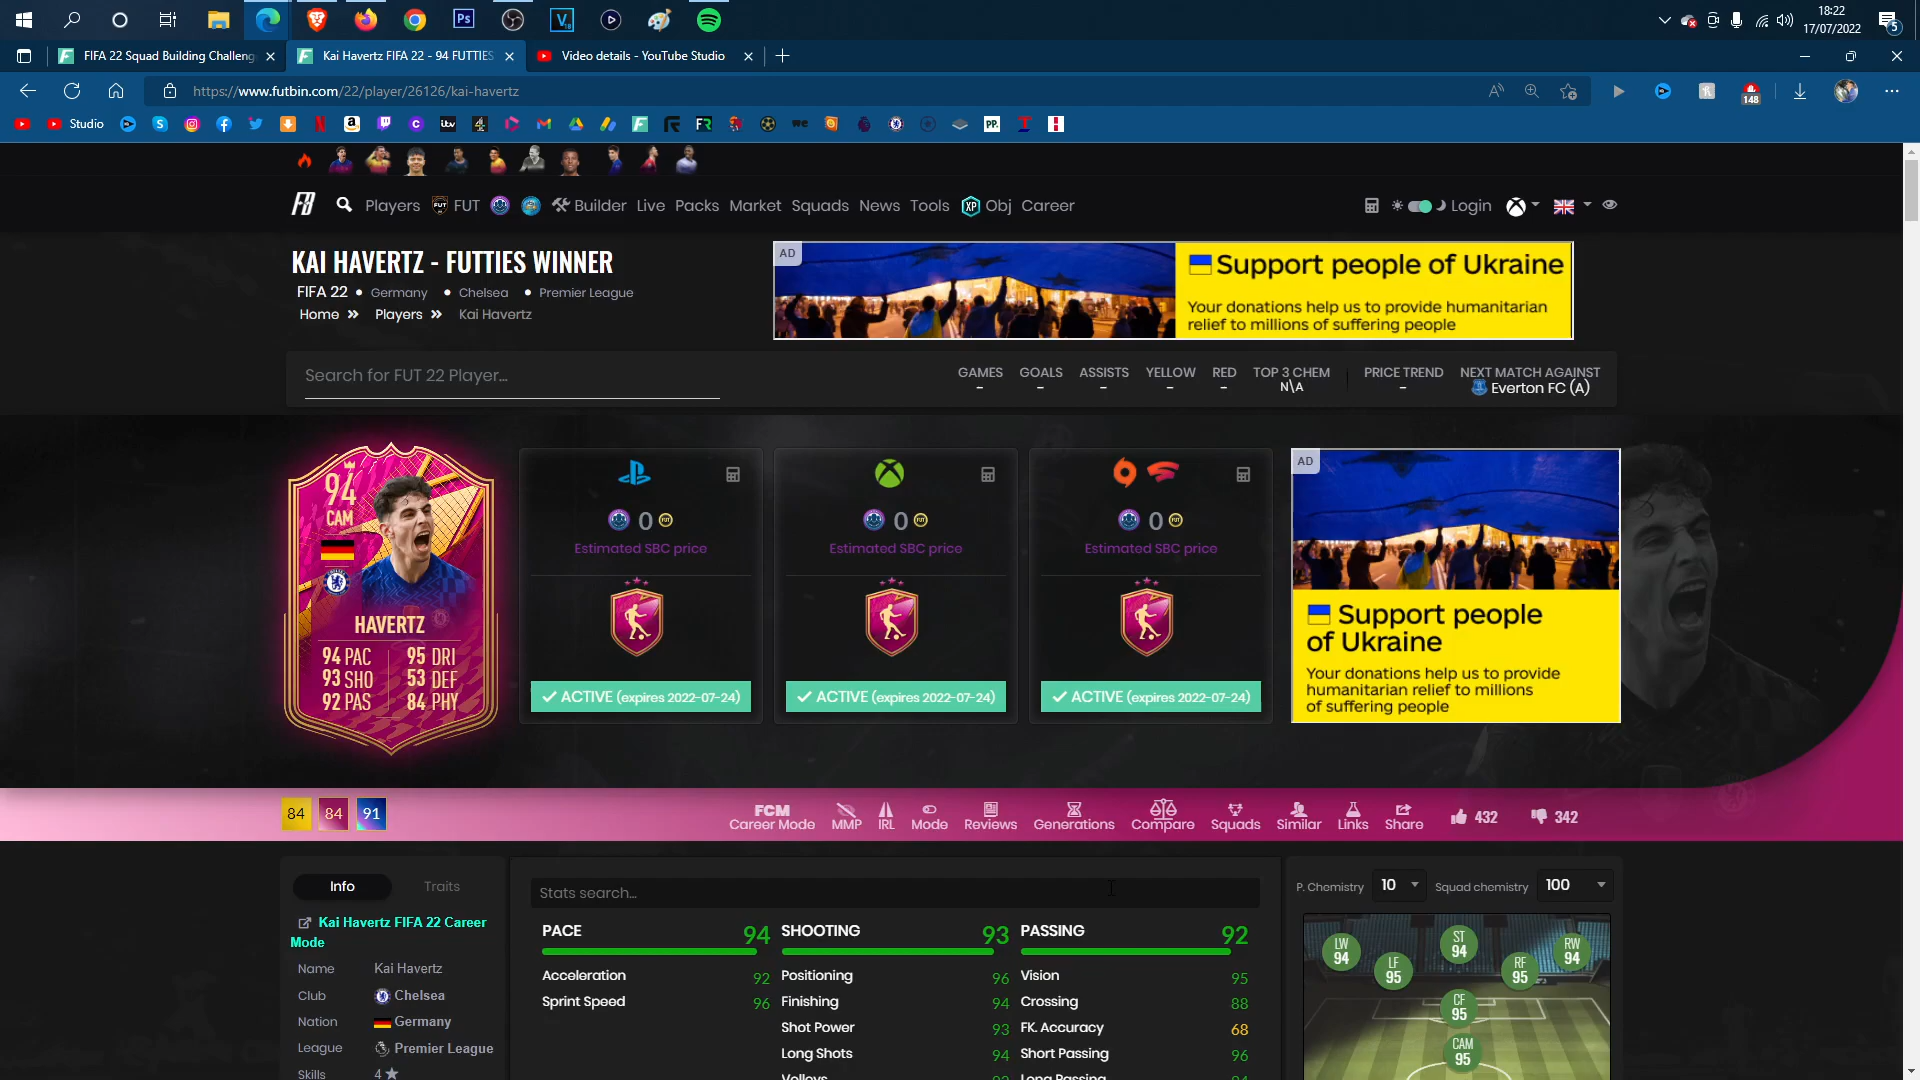 18:22
17/07/2022
5
FIFA 22 Squad Building Challeng
Kai Havertz FIFA 22 - 94 FUTTIES
Video details - YouTube Studio
https://www.futbin.com/22/player/26126/kai-havertz
148
Studio
Players FUT Builder Live Packs Market Squads News Tools XP Obj Career
Login
KAI HAVERTZ - FUTTIES WINNER
FIFA 22 • Germany • Chelsea • Premier League
Home » Players » Kai Havertz
AD
Support people of Ukraine
Your donations help us to provide humanitarian
relief to millions of suffering people
Search for FUT 22 Player...
GAMES GOALS ASSISTS YELLOW RED TOP 3 CHEM PRICE TREND NEXT MATCH AGAINST
- - - - - N\A - Everton FC (A)
94
CAM
HAVERTZ
94 PAC 95 DRI
93 SHO 53 DEF
92 PAS 84 PHY
0
Estimated SBC price
ACTIVE (expires 2022-07-24)
0
Estimated SBC price
ACTIVE (expires 2022-07-24)
0
Estimated SBC price
ACTIVE (expires 2022-07-24)
AD
Support people
of Ukraine
Your donations help us to provide
humanitarian relief to millions
of suffering people
84 84 91
FCM
Career Mode MMP IRL Mode Reviews Generations Compare Squads Similar Links Share 432 342
Info Traits
Kai Havertz FIFA 22 Career
Mode
Name Kai Havertz
Club Chelsea
Nation Germany
League Premier League
Skills 4★
Stats search...
PACE 94
Acceleration 92
Sprint Speed 96
SHOOTING 93
Positioning 96
Finishing 94
Shot Power 93
Long Shots 94
Volleys
PASSING 92
Vision 95
Crossing 88
FK. Accuracy 68
Short Passing 96
Long Passing
P. Chemistry 10 Squad chemistry 100
LW
94
ST
94
RW
94
LF
95
RF
95
CF
95
CAM
95